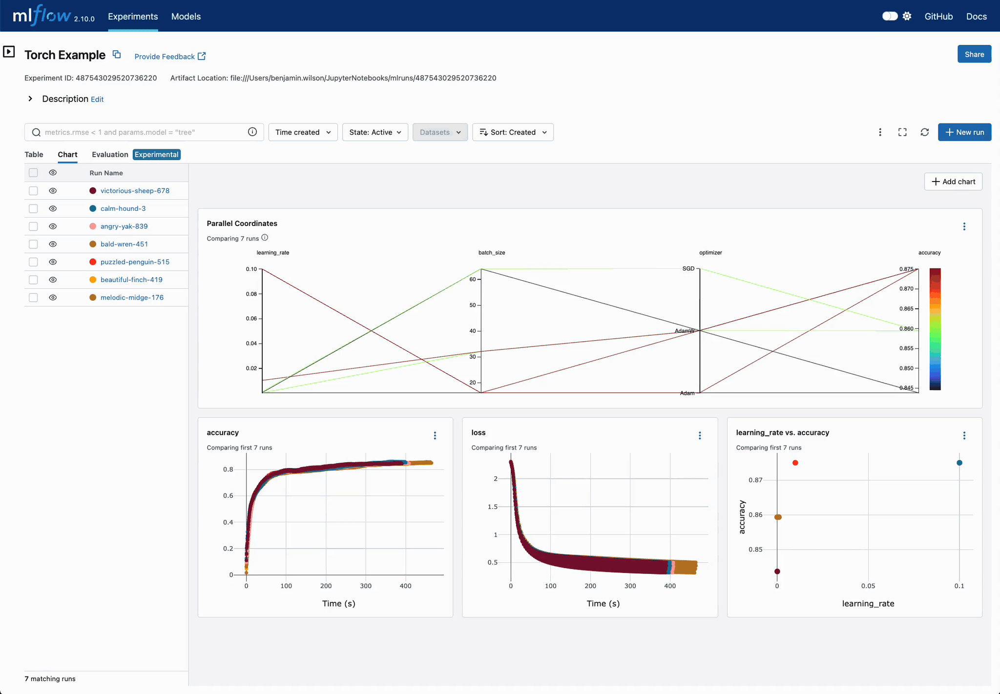 mlflow 2.10.0 Experiments Models GitHub Docs
Torch Example Provide Feedback Share
Experiment ID: 487543029520736220 Artifact Location: file:///Users/benjamin.wilson/JupyterNotebooks/mlruns/487543029520736220
Description Edit
metrics.rmse < 1 and params.model = "tree" Time created State: Active Datasets Sort: Created New run
Table Chart Evaluation Experimental
Run Name
victorious-sheep-678
calm-hound-3
angry-yak-839
bald-wren-451
puzzled-penguin-515
beautiful-finch-419
melodic-midge-176
7 matching runs
Add chart
Parallel Coordinates
Comparing 7 runs
learning_rate batch_size optimizer accuracy
0.10
0.08
0.06
0.04
0.02
60
50
40
30
20
SGD
AdamW
Adam
0.875
0.870
0.865
0.860
0.855
0.850
0.845
accuracy
Comparing first 7 runs
0.8
0.6
0.4
0.2
0
0 100 200 300 400
Time (s)
loss
Comparing first 7 runs
2
1.5
1
0.5
0 100 200 300 400
Time (s)
learning_rate vs. accuracy
Comparing first 7 runs
accuracy
0.87
0.86
0.85
0 0.05 0.1
learning_rate